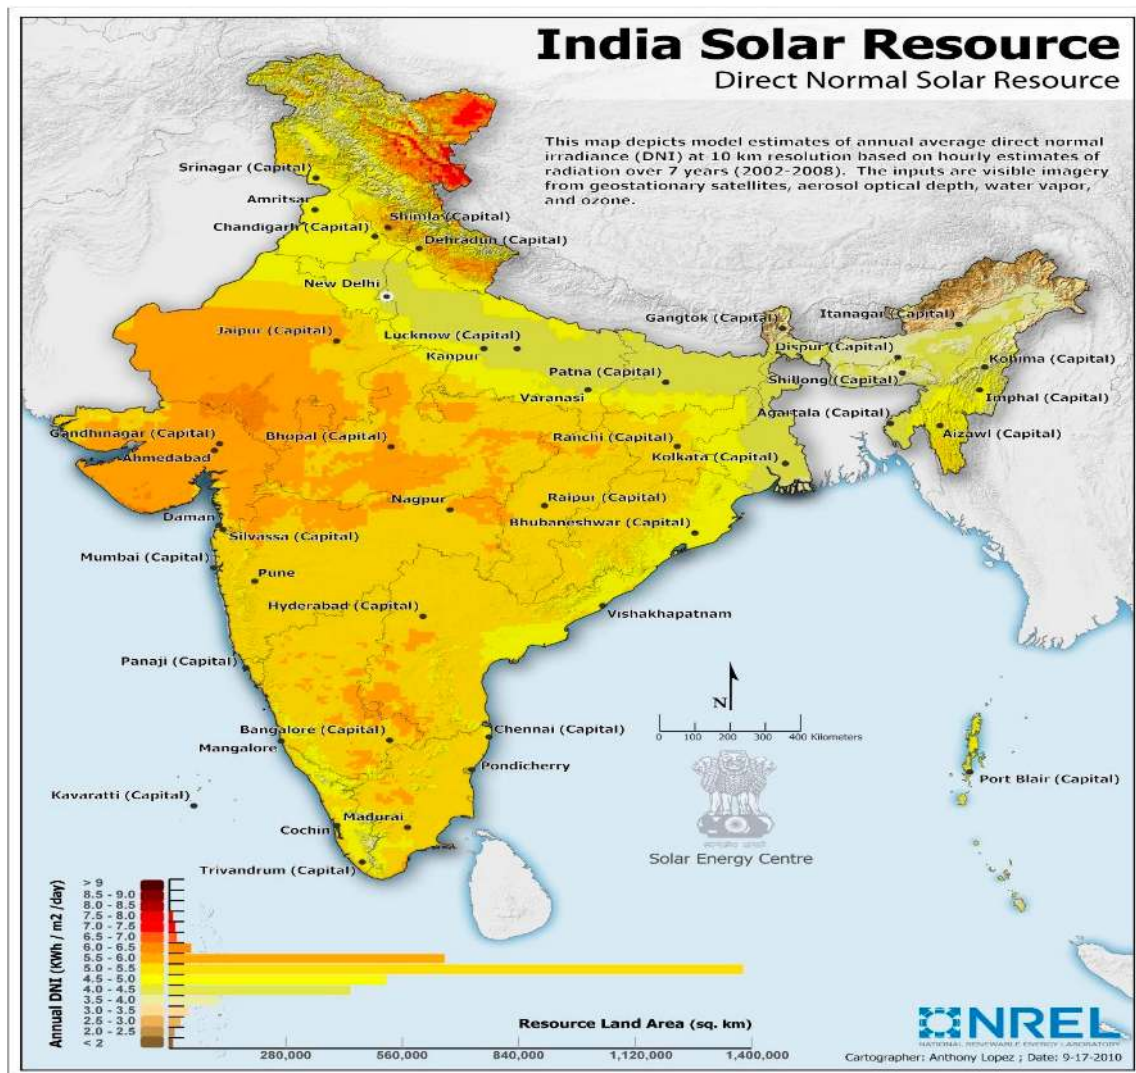 India Solar Resource
Direct Normal Solar Resource
This map depicts model estimates of annual average direct normal
irradiance (DNI) at 10 km resolution based on hourly estimates of
radiation over 7 years (2002-2008). The inputs are visible imagery
from geostationary satellites, aerosol optical depth, water vapor,
and ozone.
Srinagar (Capital)
Amritsar
Shimla (Capital)
Chandigarh (Capital)
Dehradun (Capital)
New Delhi
Gangtok (Capital)
Itanagar (Capital)
Jaipur (Capital)
Lucknow (Capital)
Kanpur
Dispur (Capital)
Kohima (Capital)
Patna (Capital)
Shillong (Capital)
Varanasi
Imphal (Capital)
Agartala (Capital)
Gandhinagar (Capital)
Bhopal (Capital)
Ranchi (Capital)
Aizawl (Capital)
Ahmedabad
Kolkata (Capital)
Nagpur
Raipur (Capital)
Daman
Bhubaneshwar (Capital)
Silvassa (Capital)
Mumbai (Capital)
Pune
Hyderabad (Capital)
Vishakhapatnam
Panaji (Capital)
N
Bangalore (Capital)
Chennai (Capital)
Mangalore
0 100 200 300 400 Kilometers
Pondicherry
Port Blair (Capital)
Kavaratti (Capital)
Madurai
Cochin
Solar Energy Centre
Trivandrum (Capital)
Annual DNI (KWh / m2 /day)
> 9
8.5 - 9.0
8.0 - 8.5
7.5 - 8.0
7.0 - 7.5
6.5 - 7.0
6.0 - 6.5
5.5 - 6.0
5.0 - 5.5
4.5 - 5.0
4.0 - 4.5
3.5 - 4.0
3.0 - 3.5
2.5 - 3.0
2.0 - 2.5
< 2
Resource Land Area (sq. km)
280,000 560,000 840,000 1,120,000 1,400,000
NREL
NATIONAL RENEWABLE ENERGY LABORATORY
Cartographer: Anthony Lopez ; Date: 9-17-2010